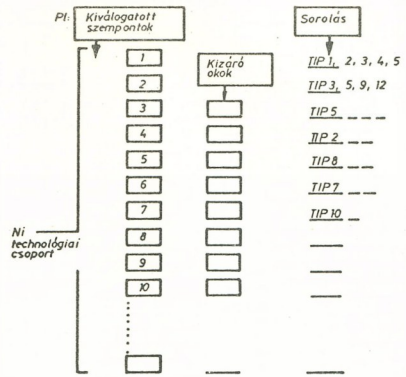 Pl:
Kiválogatott
szempontok
Sorolás
Kizáró
okok
1 TIP 1, 2, 3, 4, 5
2 TIP 3, 5, 9, 12
3 TIP 5
4 TIP 2
5 TIP 8
6 TIP 7
7 TIP 10
8
9
10
Ni
technológiai
csoport